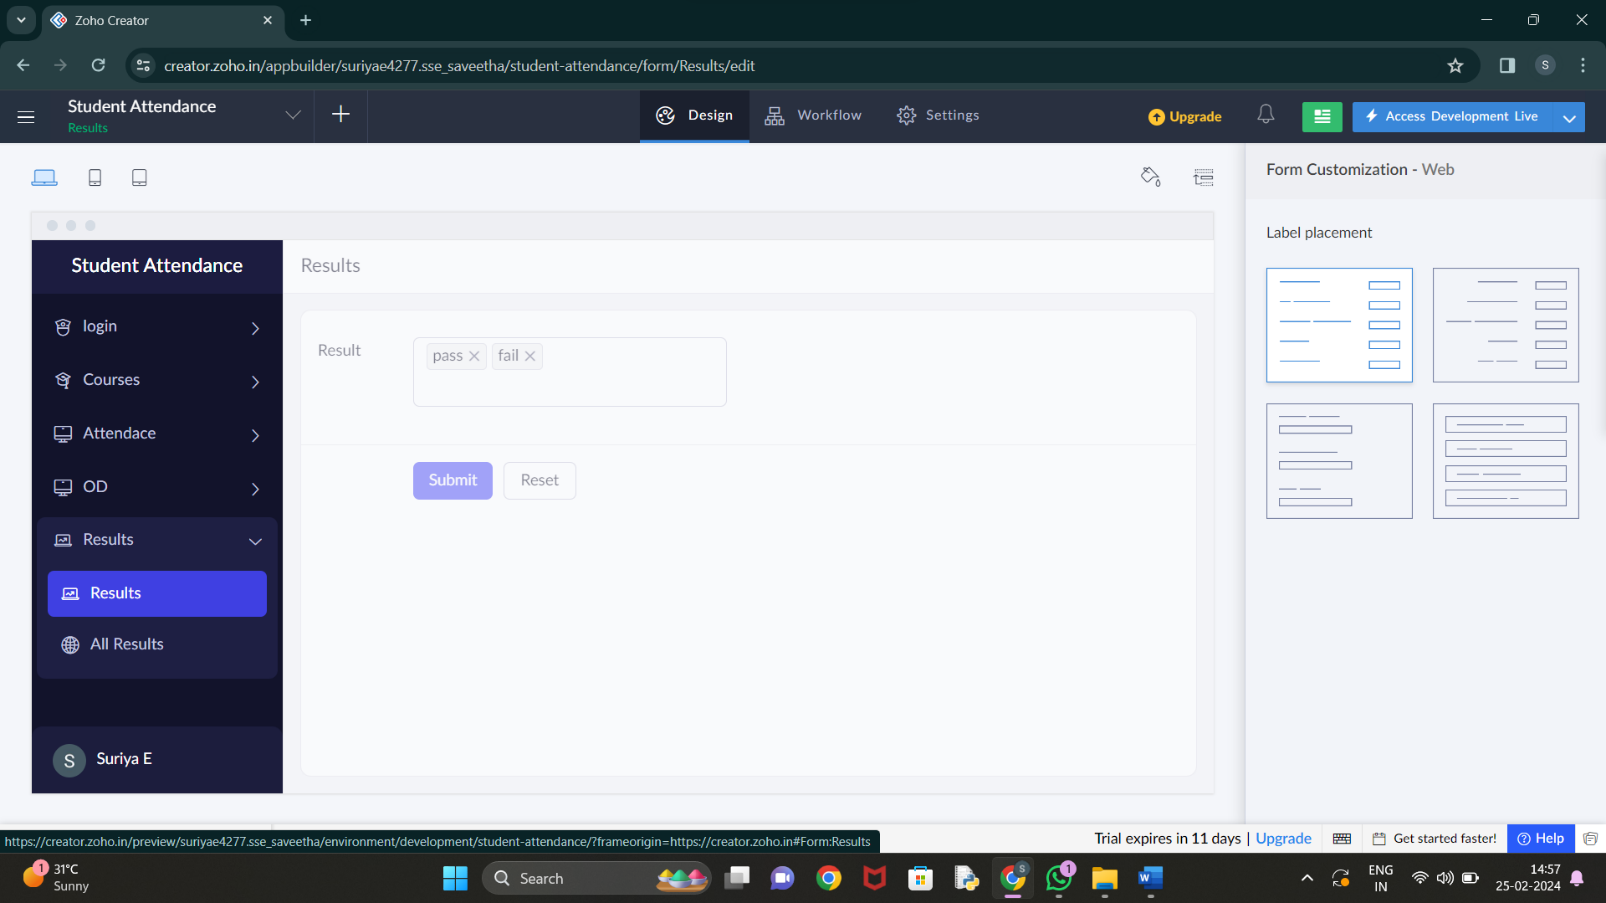 Zoho Creator
creator.zoho.in/appbuilder/suriyae4277.sse_saveetha/student-attendance/form/Results/edit
S
Student Attendance
Results
Design
Workflow
Settings
Upgrade
Access Development Live
Form Customization - Web
Label placement
Student Attendance
login
Courses
Attendace
OD
Results
Results
All Results
S
Suriya E
Results
Result
pass
fail
Submit
Reset
https://creator.zoho.in/preview/suriyae4277.sse_saveetha/environment/development/student-attendance/?frameorigin=https://creator.zoho.in#Form:Results
Trial expires in 11 days | Upgrade
Get started faster!
Help
1
31°C
Sunny
Search
S
1
W
ENG
IN
14:57
25-02-2024